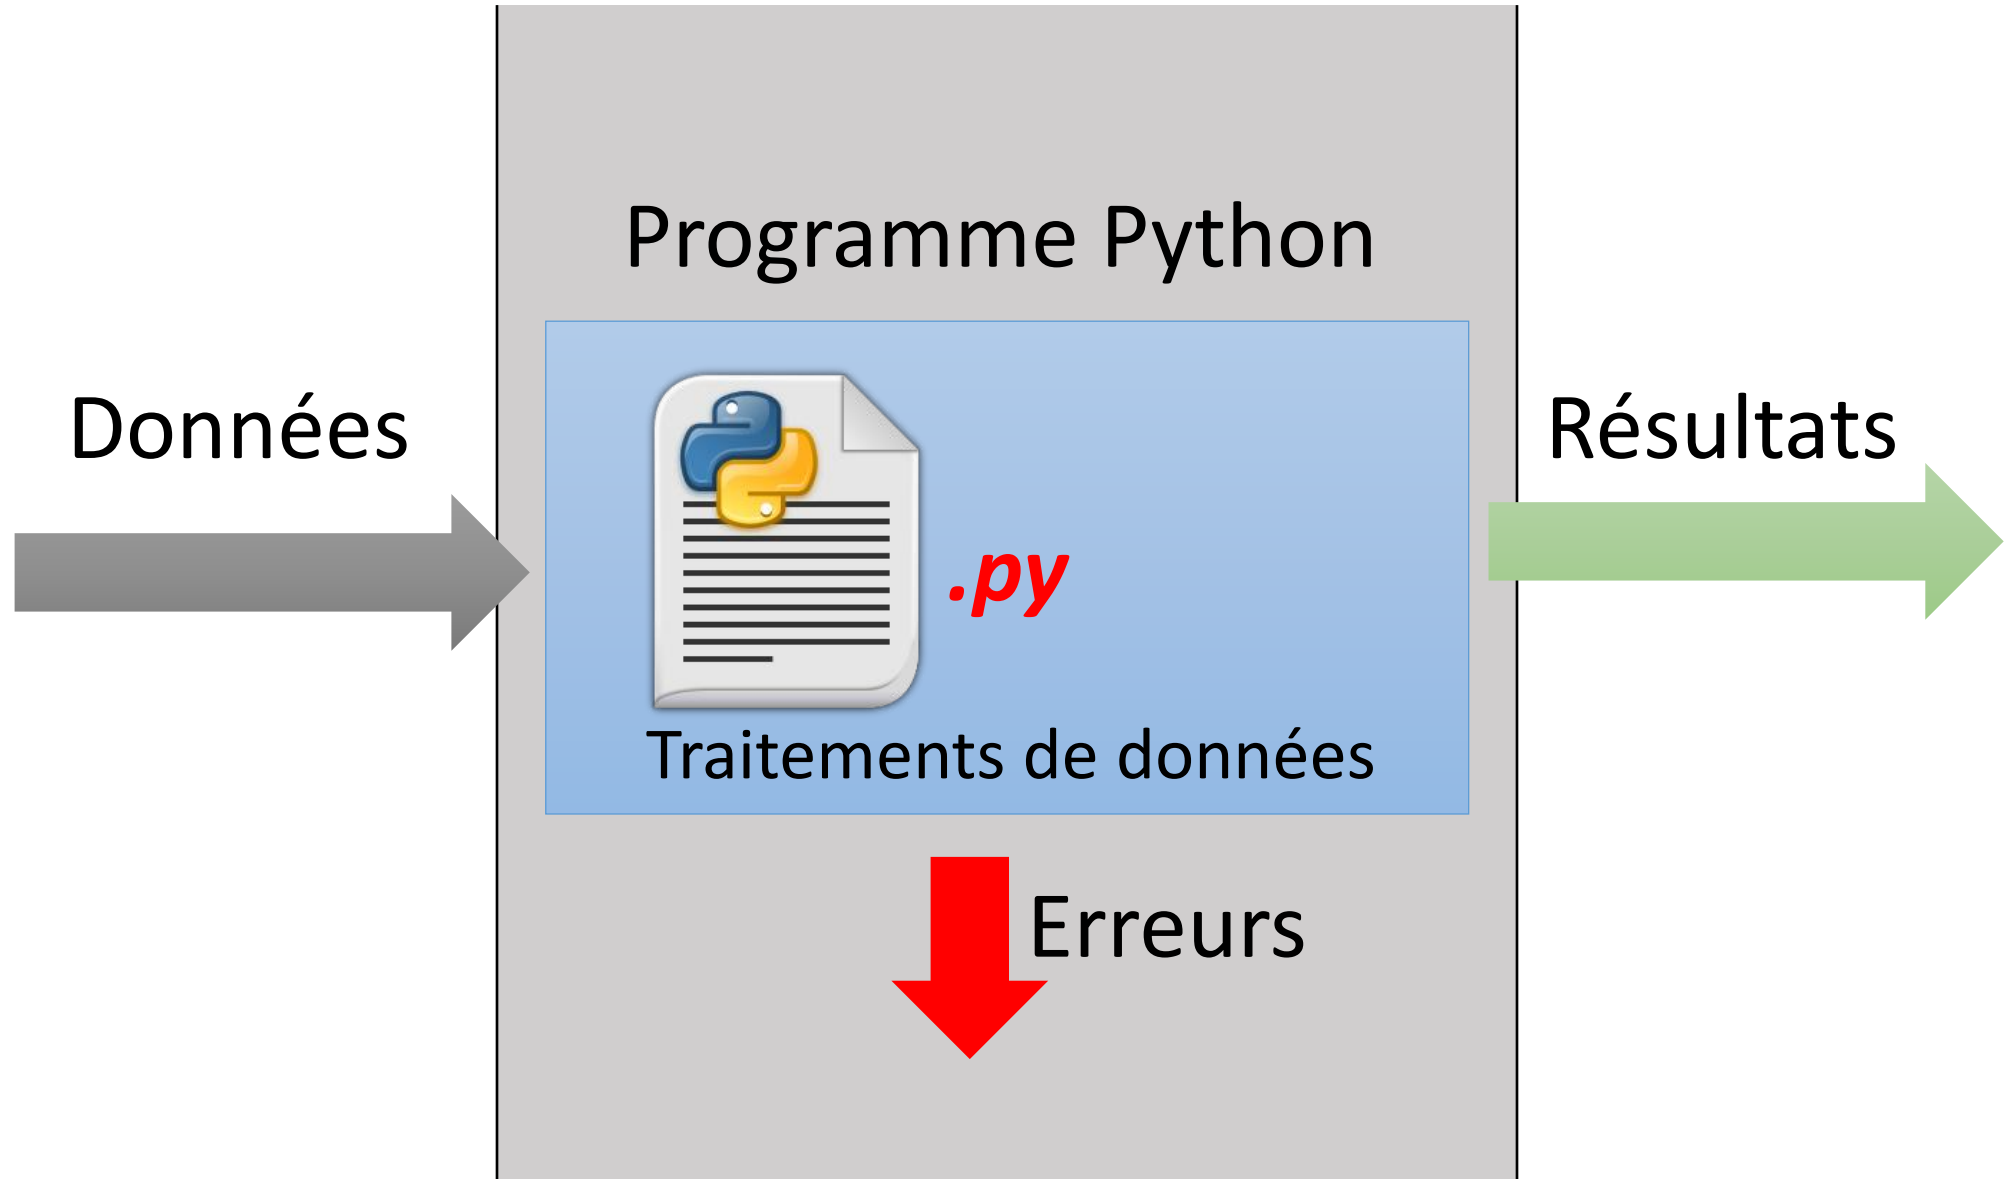 Programme Python
Données
Résultats
.py
Traitements de données
Erreurs